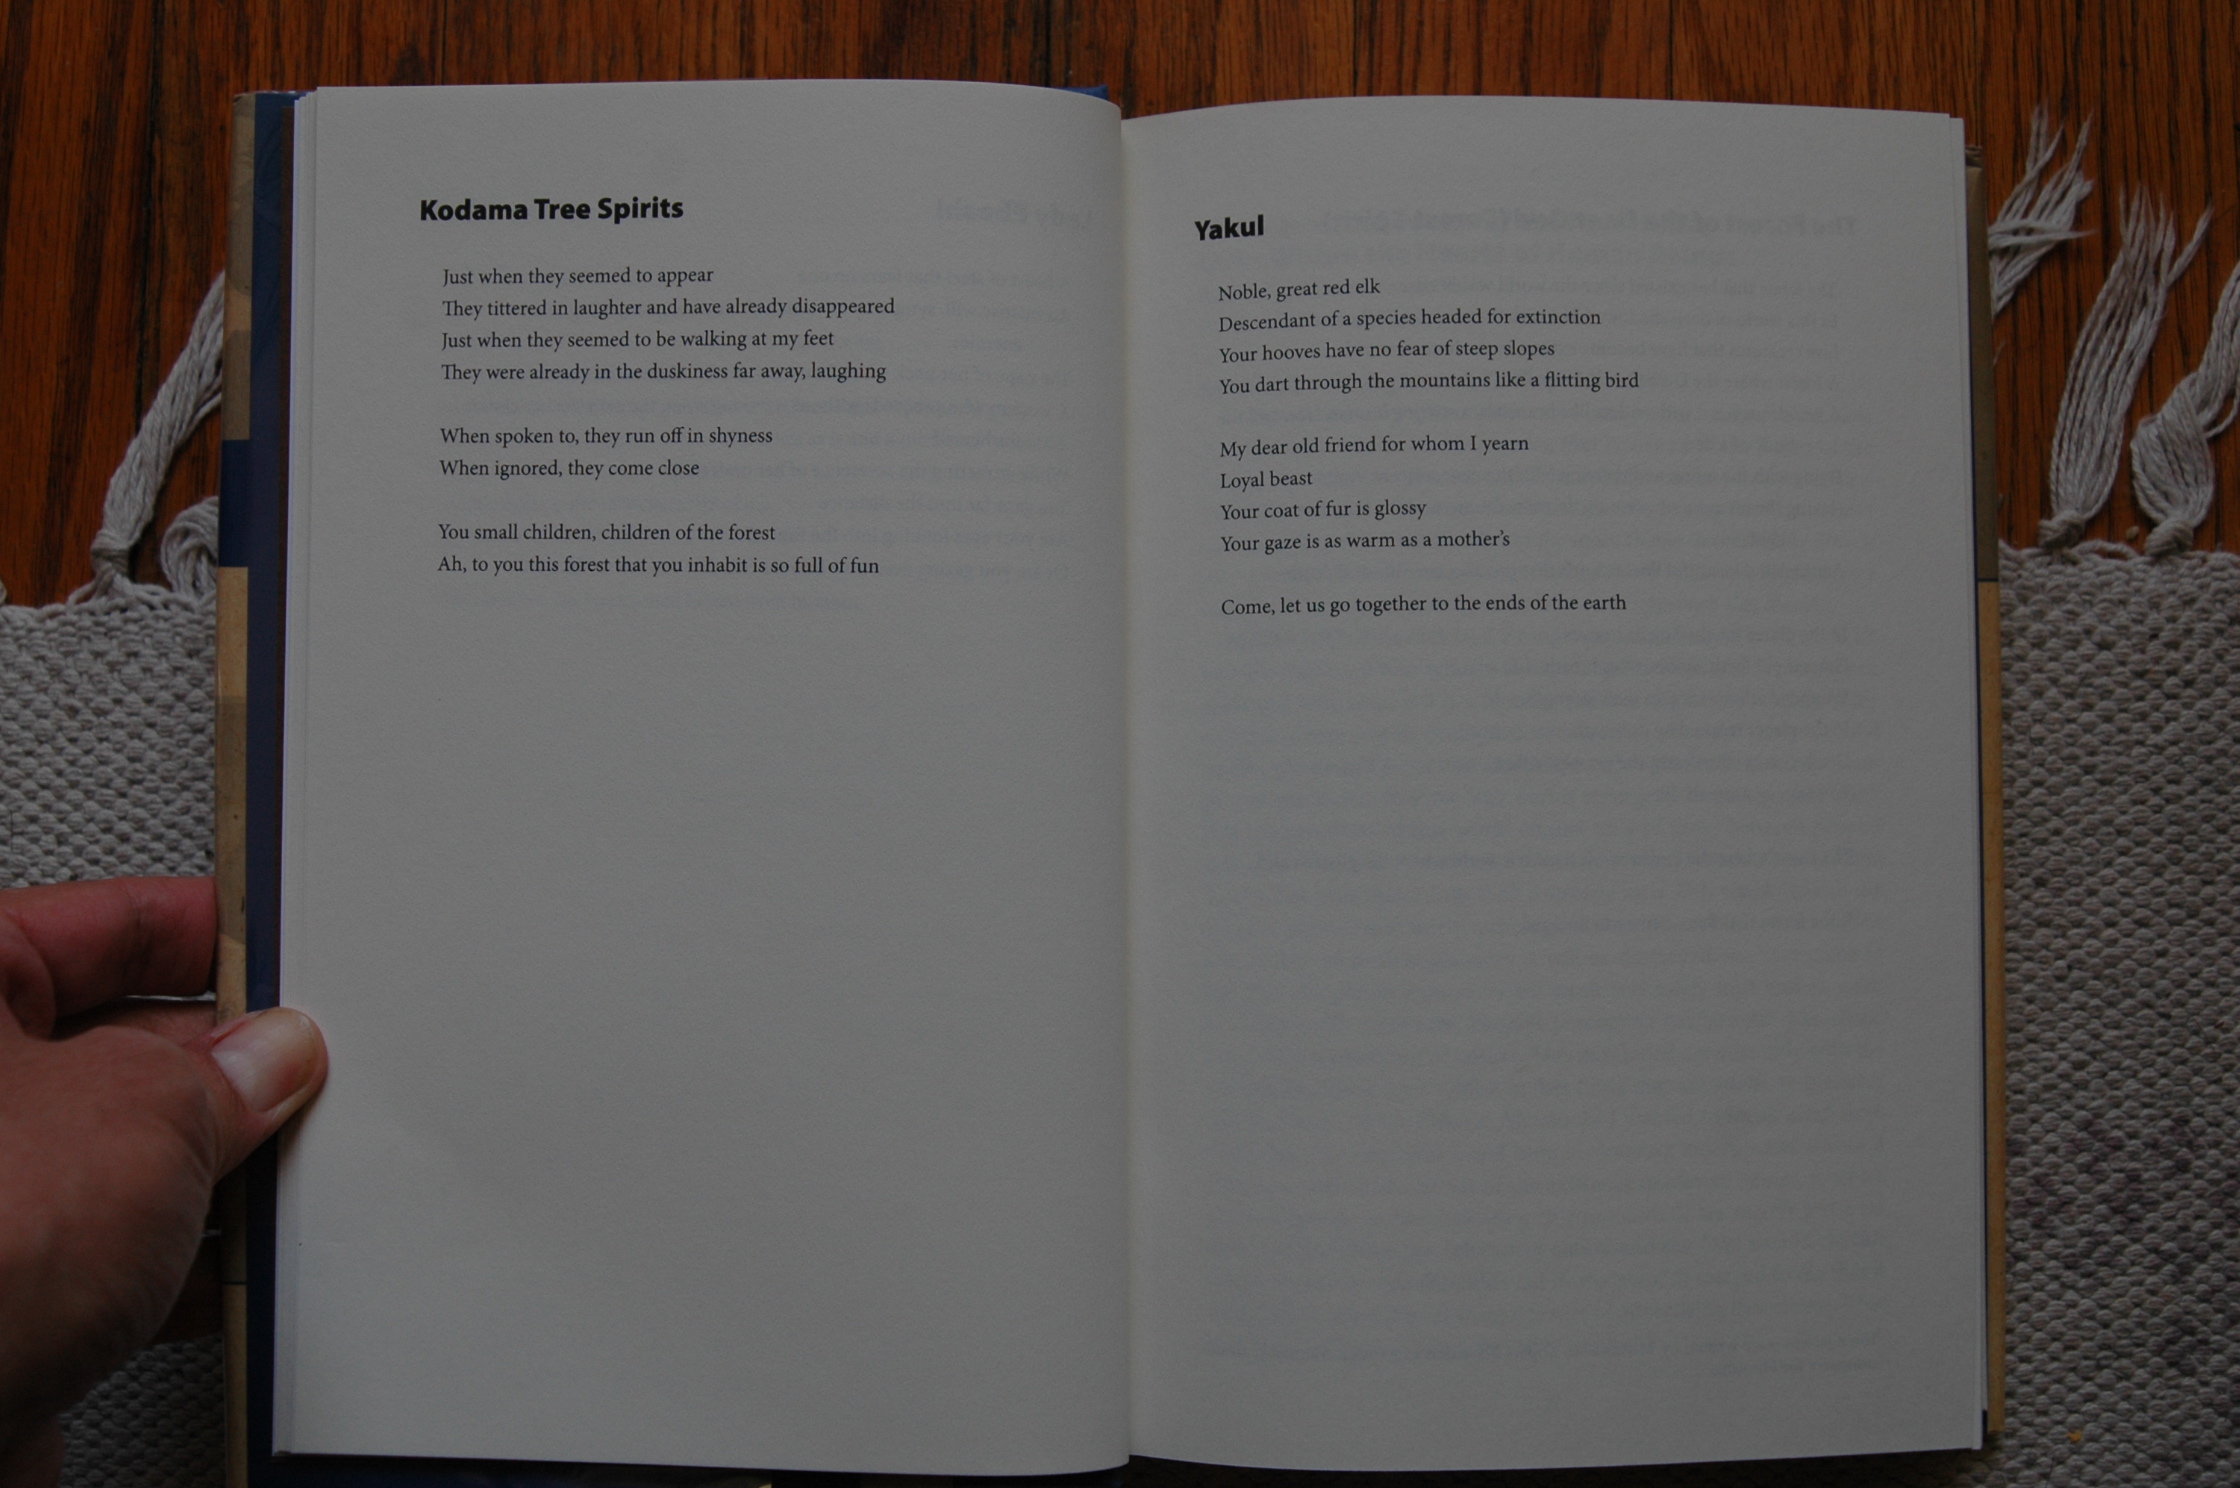 Kodama Tree Spirits
Just when they seemed to appear
They tittered in laughter and have already disappeared
Just when they seemed to be walking at my feet
They were already in the duskiness far away, laughing
When spoken to, they run off in shyness
When ignored, they come close
You small children, children of the forest
Ah, to you this forest that you inhabit is so full of fun
Yakul
Noble, great red elk
Descendant of a species headed for extinction
Your hooves have no fear of steep slopes
You dart through the mountains like a flitting bird
My dear old friend for whom I yearn
Loyal beast
Your coat of fur is glossy
Your gaze is as warm as a mother's
Come, let us go together to the ends of the earth